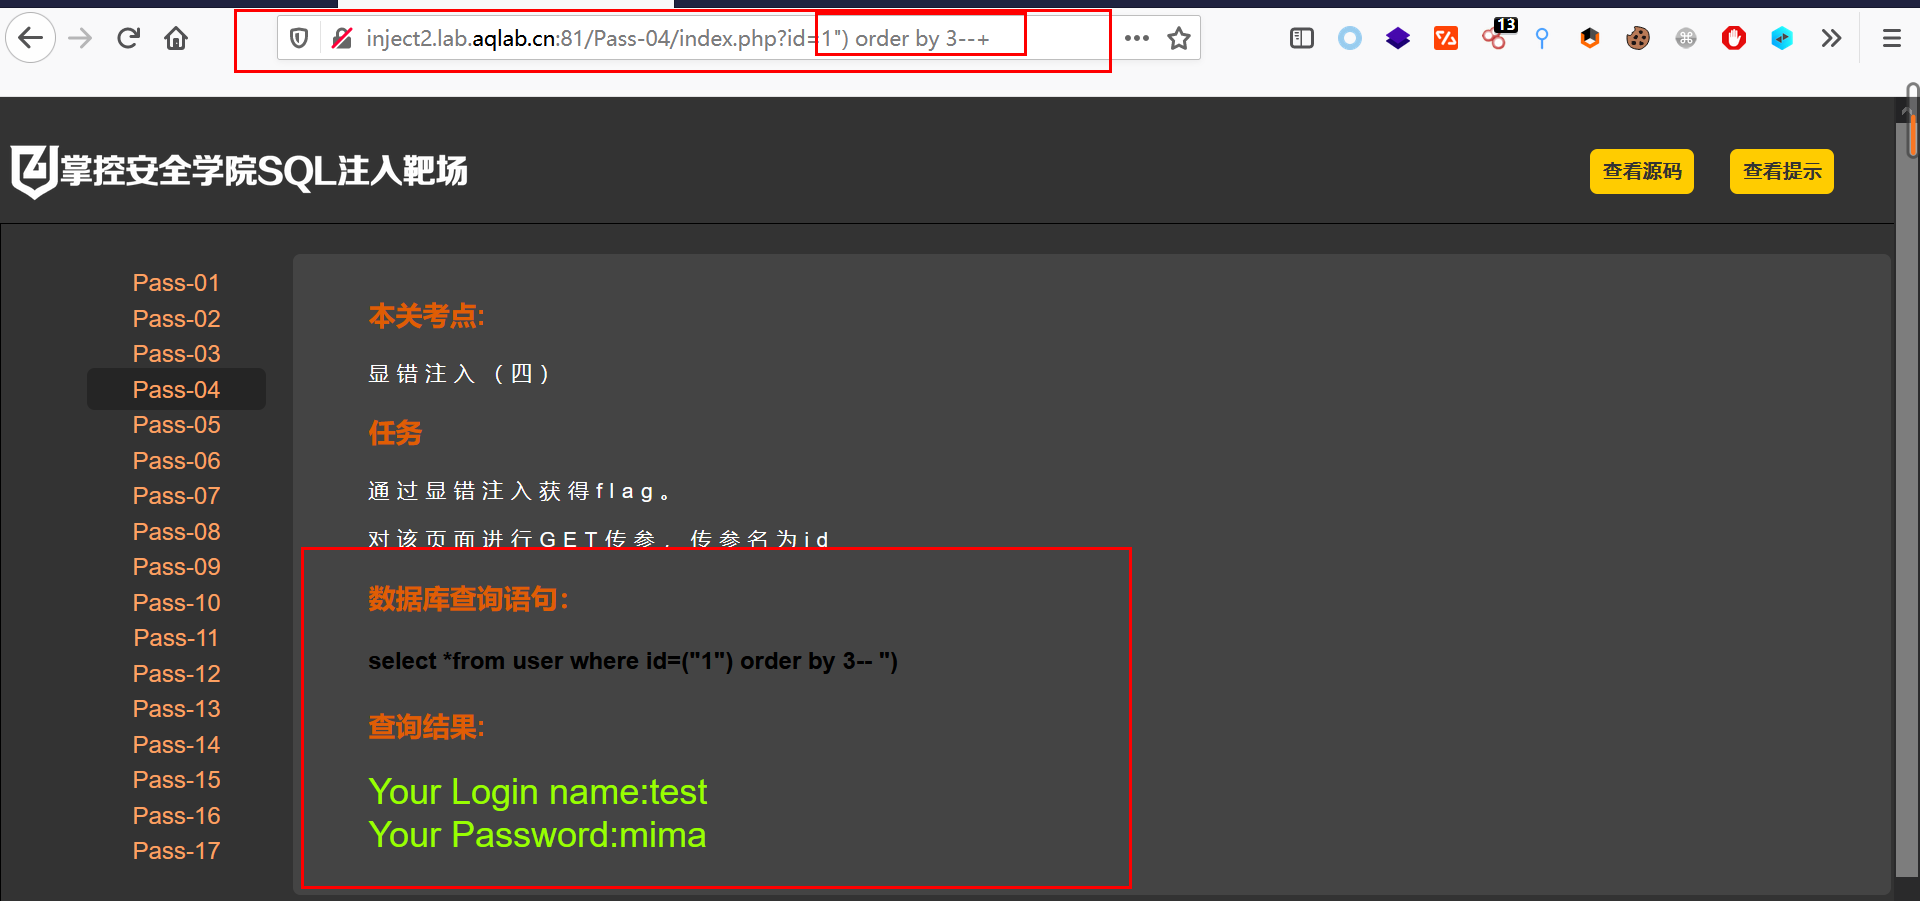 13
inject2.lab.aqlab.cn:81/Pass-04/index.php?id=1") order by 3--+
掌控安全学院SQL注入靶场
查看源码
查看提示
Pass-01
Pass-02
Pass-03
Pass-04
Pass-05
Pass-06
Pass-07
Pass-08
Pass-09
Pass-10
Pass-11
Pass-12
Pass-13
Pass-14
Pass-15
Pass-16
Pass-17
本关考点:
显错注入（四）
任务
通过显错注入获得flag。
对该页面进行GET传参，传参名为id
数据库查询语句：
select *from user where id=("1") order by 3-- ")
查询结果:
Your Login name:test
Your Password:mima